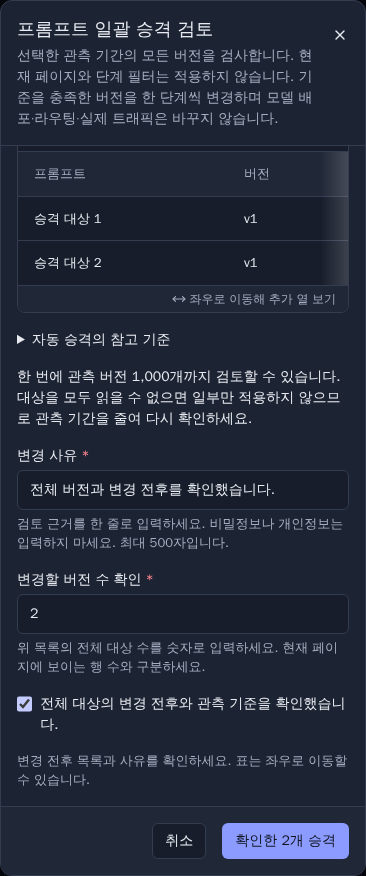 프롬프트 일괄 승격 검토
선택한 관측 기간의 모든 버전을 검사합니다. 현
재 페이지와 단계 필터는 적용하지 않습니다. 기
준을 충족한 버전을 한 단계씩 변경하며 모델 배
포·라우팅·실제 트래픽은 바꾸지 않습니다.
프롬프트 버전
승격 대상 1 v1
승격 대상 2 v1
↔ 좌우로 이동해 추가 열 보기
▶ 자동 승격의 참고 기준
한 번에 관측 버전 1,000개까지 검토할 수 있습니다.
대상을 모두 읽을 수 없으면 일부만 적용하지 않으므
로 관측 기간을 줄여 다시 확인하세요.
변경 사유 *
전체 버전과 변경 전후를 확인했습니다.
검토 근거를 한 줄로 입력하세요. 비밀정보나 개인정보는
입력하지 마세요. 최대 500자입니다.
변경할 버전 수 확인 *
2
위 목록의 전체 대상 수를 숫자로 입력하세요. 현재 페이
지에 보이는 행 수와 구분하세요.
전체 대상의 변경 전후와 관측 기준을 확인했습니
다.
변경 전후 목록과 사유를 확인하세요. 표는 좌우로 이동할
수 있습니다.
취소 확인한 2개 승격